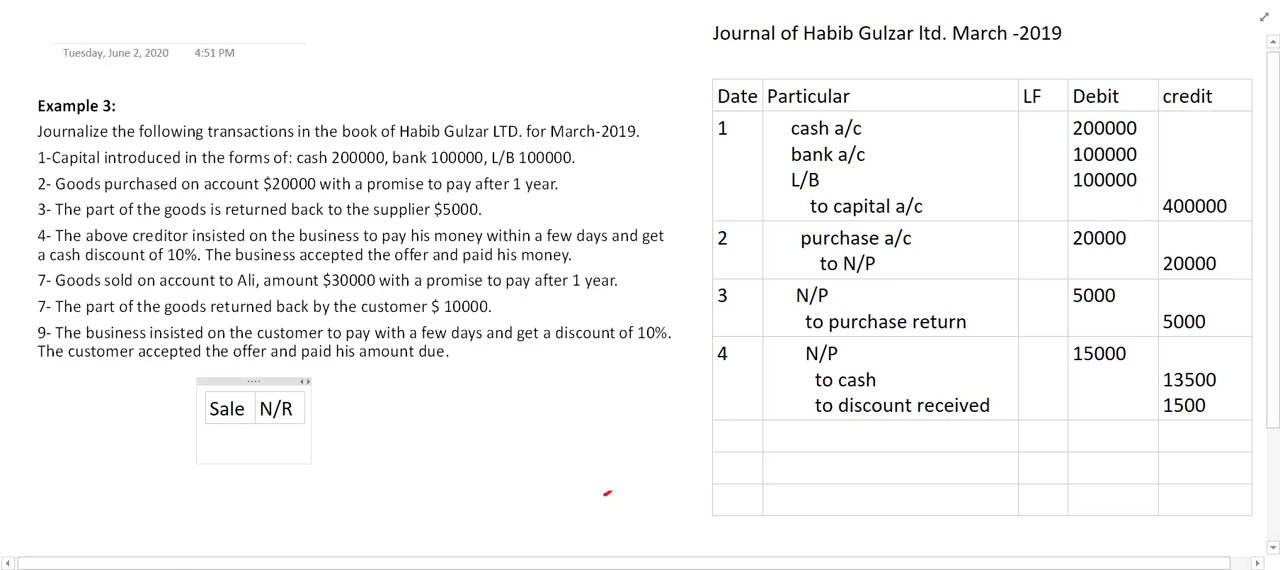 Journal of Habib Gulzar ltd. March -2019
Tuesday, June 2, 2020 4:51 PM
Example 3:
Journalize the following transactions in the book of Habib Gulzar LTD. for March-2019.
1-Capital introduced in the forms of: cash 200000, bank 100000, L/B 100000.
2- Goods purchased on account $20000 with a promise to pay after 1 year.
3- The part of the goods is returned back to the supplier $5000.
4- The above creditor insisted on the business to pay his money within a few days and get
a cash discount of 10%. The business accepted the offer and paid his money.
7- Goods sold on account to Ali, amount $30000 with a promise to pay after 1 year.
7- The part of the goods returned back by the customer $ 10000.
9- The business insisted on the customer to pay with a few days and get a discount of 10%.
The customer accepted the offer and paid his amount due.
Sale N/R
Date Particular LF Debit credit
1 cash a/c 200000
bank a/c 100000
L/B 100000
to capital a/c 400000
2 purchase a/c 20000
to N/P 20000
3 N/P 5000
to purchase return 5000
4 N/P 15000
to cash 13500
to discount received 1500